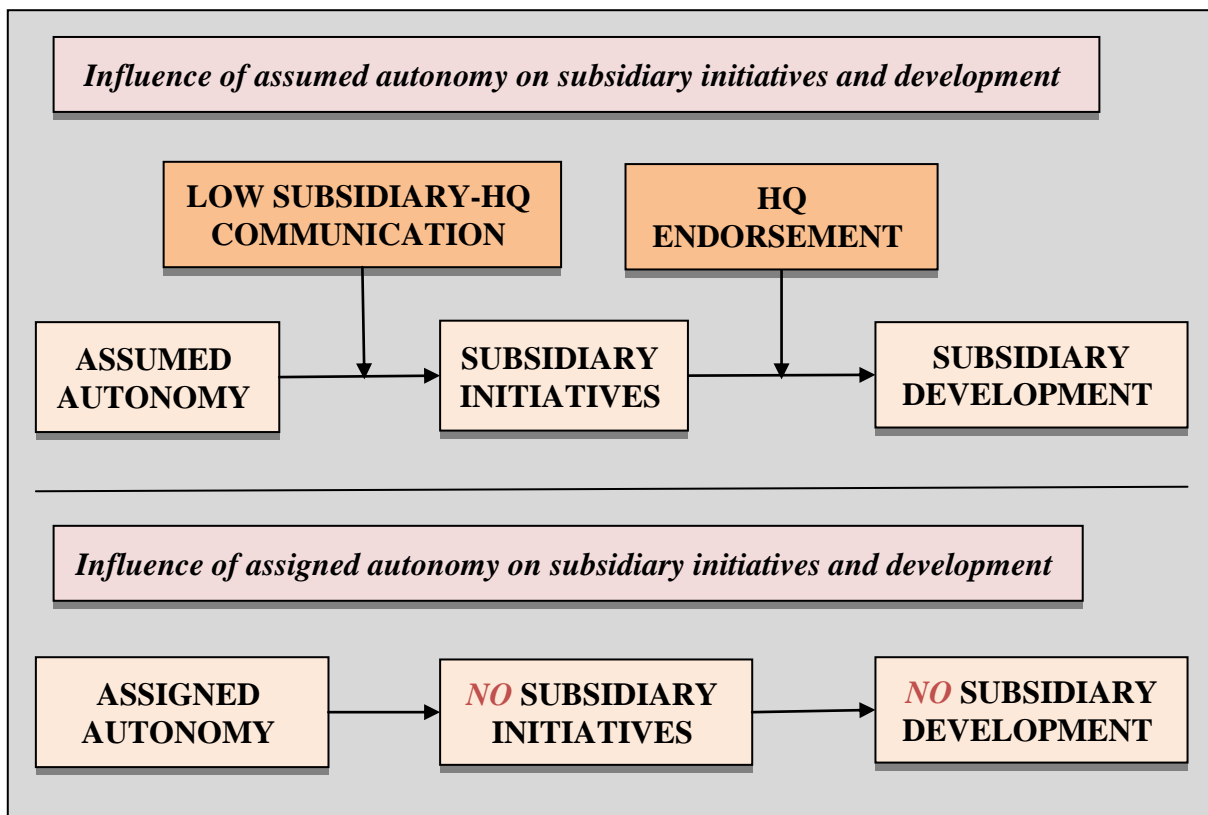 Influence of assumed autonomy on subsidiary initiatives and development
LOW SUBSIDIARY-HQ
COMMUNICATION
HQ
ENDORSEMENT
ASSUMED
AUTONOMY
SUBSIDIARY
INITIATIVES
SUBSIDIARY
DEVELOPMENT
Influence of assigned autonomy on subsidiary initiatives and development
ASSIGNED
AUTONOMY
NO SUBSIDIARY
INITIATIVES
NO SUBSIDIARY
DEVELOPMENT